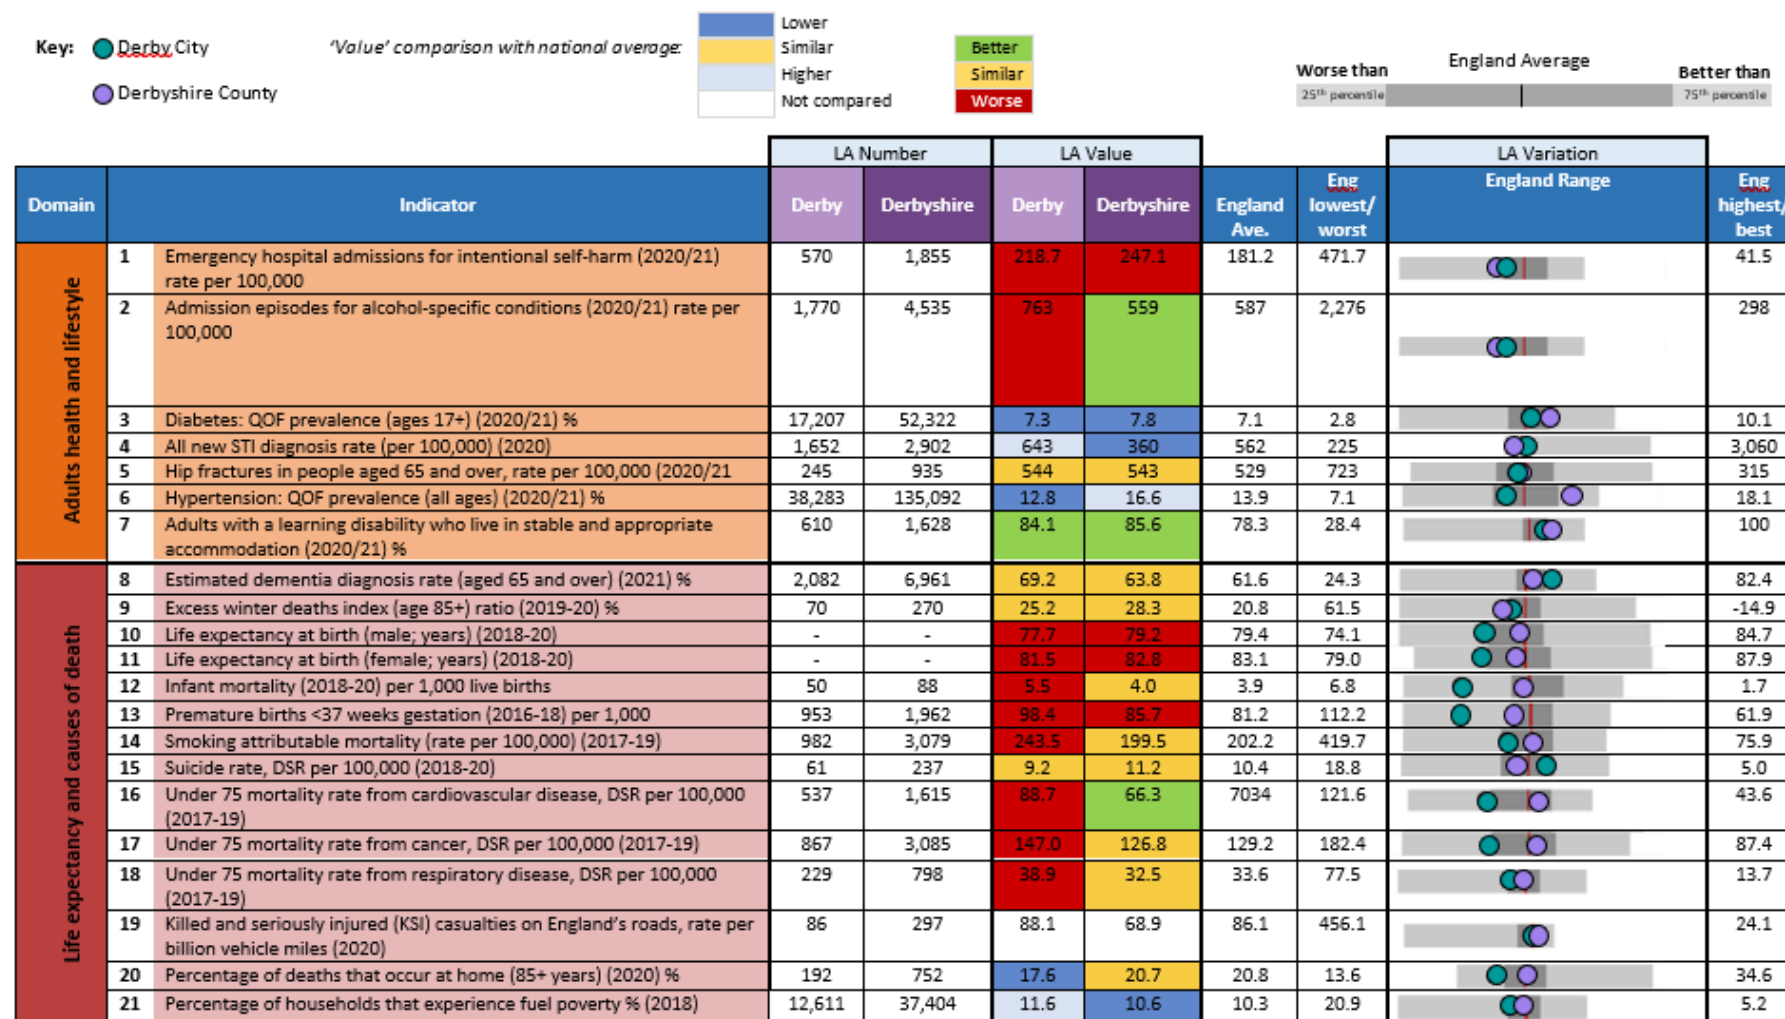 Key: Derby City
Derbyshire County
'Value' comparison with national average:
Lower
Similar
Higher
Not compared
Better
Similar
Worse
Worse than England Average Better than
25th percentile 75th percentile
LA Number LA Value LA Variation
Domain Indicator Derby Derbyshire Derby Derbyshire England Ave. Eng lowest/ worst England Range Eng highest/ best
Adults health and lifestyle
1 Emergency hospital admissions for intentional self-harm (2020/21) 570 1,855 218.7 247.1 181.2 471.7 41.5
rate per 100,000
2 Admission episodes for alcohol-specific conditions (2020/21) rate per 1,770 4,535 763 559 587 2,276 298
100,000
3 Diabetes: QOF prevalence (ages 17+) (2020/21) % 17,207 52,322 7.3 7.8 7.1 2.8 10.1
4 All new STI diagnosis rate (per 100,000) (2020) 1,652 2,902 643 360 562 225 3,060
5 Hip fractures in people aged 65 and over, rate per 100,000 (2020/21 245 935 544 543 529 723 315
6 Hypertension: QOF prevalence (all ages) (2020/21) % 38,283 135,092 12.8 16.6 13.9 7.1 18.1
7 Adults with a learning disability who live in stable and appropriate 610 1,628 84.1 85.6 78.3 28.4 100
accommodation (2020/21) %
Life expectancy and causes of death
8 Estimated dementia diagnosis rate (aged 65 and over) (2021) % 2,082 6,961 69.2 63.8 61.6 24.3 82.4
9 Excess winter deaths index (age 85+) ratio (2019-20) % 70 270 25.2 28.3 20.8 61.5 -14.9
10 Life expectancy at birth (male; years) (2018-20) - - 77.7 79.2 79.4 74.1 84.7
11 Life expectancy at birth (female; years) (2018-20) - - 81.5 82.8 83.1 79.0 87.9
12 Infant mortality (2018-20) per 1,000 live births 50 88 5.5 4.0 3.9 6.8 1.7
13 Premature births <37 weeks gestation (2016-18) per 1,000 953 1,962 98.4 85.7 81.2 112.2 61.9
14 Smoking attributable mortality (rate per 100,000) (2017-19) 982 3,079 243.5 199.5 202.2 419.7 75.9
15 Suicide rate, DSR per 100,000 (2018-20) 61 237 9.2 11.2 10.4 18.8 5.0
16 Under 75 mortality rate from cardiovascular disease, DSR per 100,000 537 1,615 88.7 66.3 7034 121.6 43.6
(2017-19)
17 Under 75 mortality rate from cancer, DSR per 100,000 (2017-19) 867 3,085 147.0 126.8 129.2 182.4 87.4
18 Under 75 mortality rate from respiratory disease, DSR per 100,000 229 798 38.9 32.5 33.6 77.5 13.7
(2017-19)
19 Killed and seriously injured (KSI) casualties on England's roads, rate per 86 297 88.1 68.9 86.1 456.1 24.1
billion vehicle miles (2020)
20 Percentage of deaths that occur at home (85+ years) (2020) % 192 752 17.6 20.7 20.8 13.6 34.6
21 Percentage of households that experience fuel poverty % (2018) 12,611 37,404 11.6 10.6 10.3 20.9 5.2